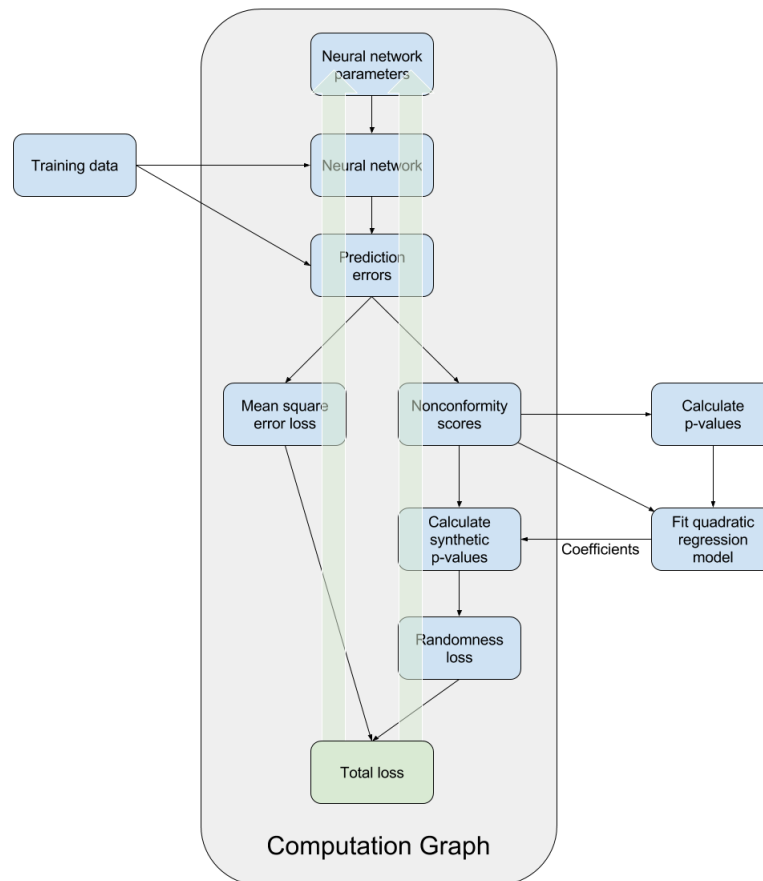 Neural network
parameters
Training data
Neural network
Prediction
errors
Mean square
error loss
Nonconformity
scores
Calculate
p-values
Calculate
synthetic
p-values
Coefficients
Fit quadratic
regression
model
Randomness
loss
Total loss
Computation Graph